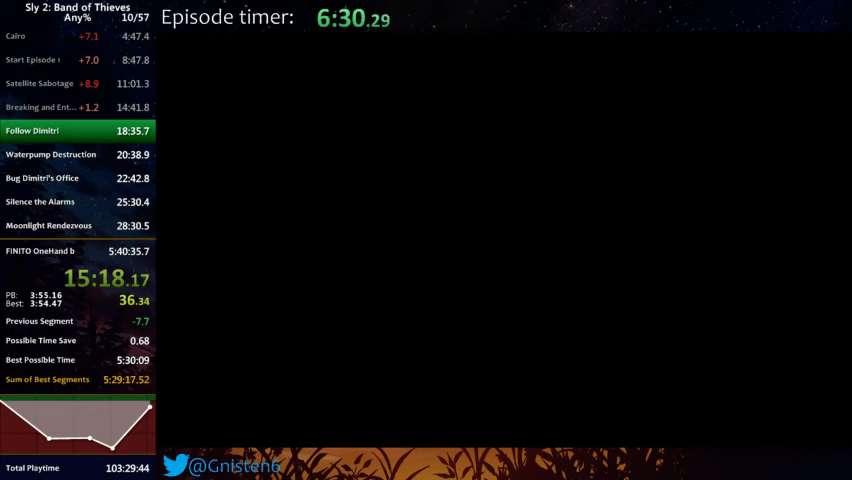 Sly 2: Band of Thieves
Any% 10/57
Episode timer: 6:30.29
Cairo +7.1 4:47.4
Start Episode +7.0 8:47.8
Satellite Sabotage +8.9 11:01.3
Breaking and Ent... +1.2 14:41.8
Follow Dimitri 18:35.7
Waterpump Destruction 20:38.9
Bug Dimitri's Office 22:42.8
Silence the Alarms 25:30.4
Moonlight Rendezvous 28:30.5
FINITO OneHand b 5:40:35.7
15:18.17
PB: 3:55.16
Best: 3:54.47
36.34
Previous Segment -7.7
Possible Time Save 0.68
Best Possible Time 5:30:09
Sum of Best Segments 5:29:17.52
Total Playtime 103:29:44
@Gnisten6